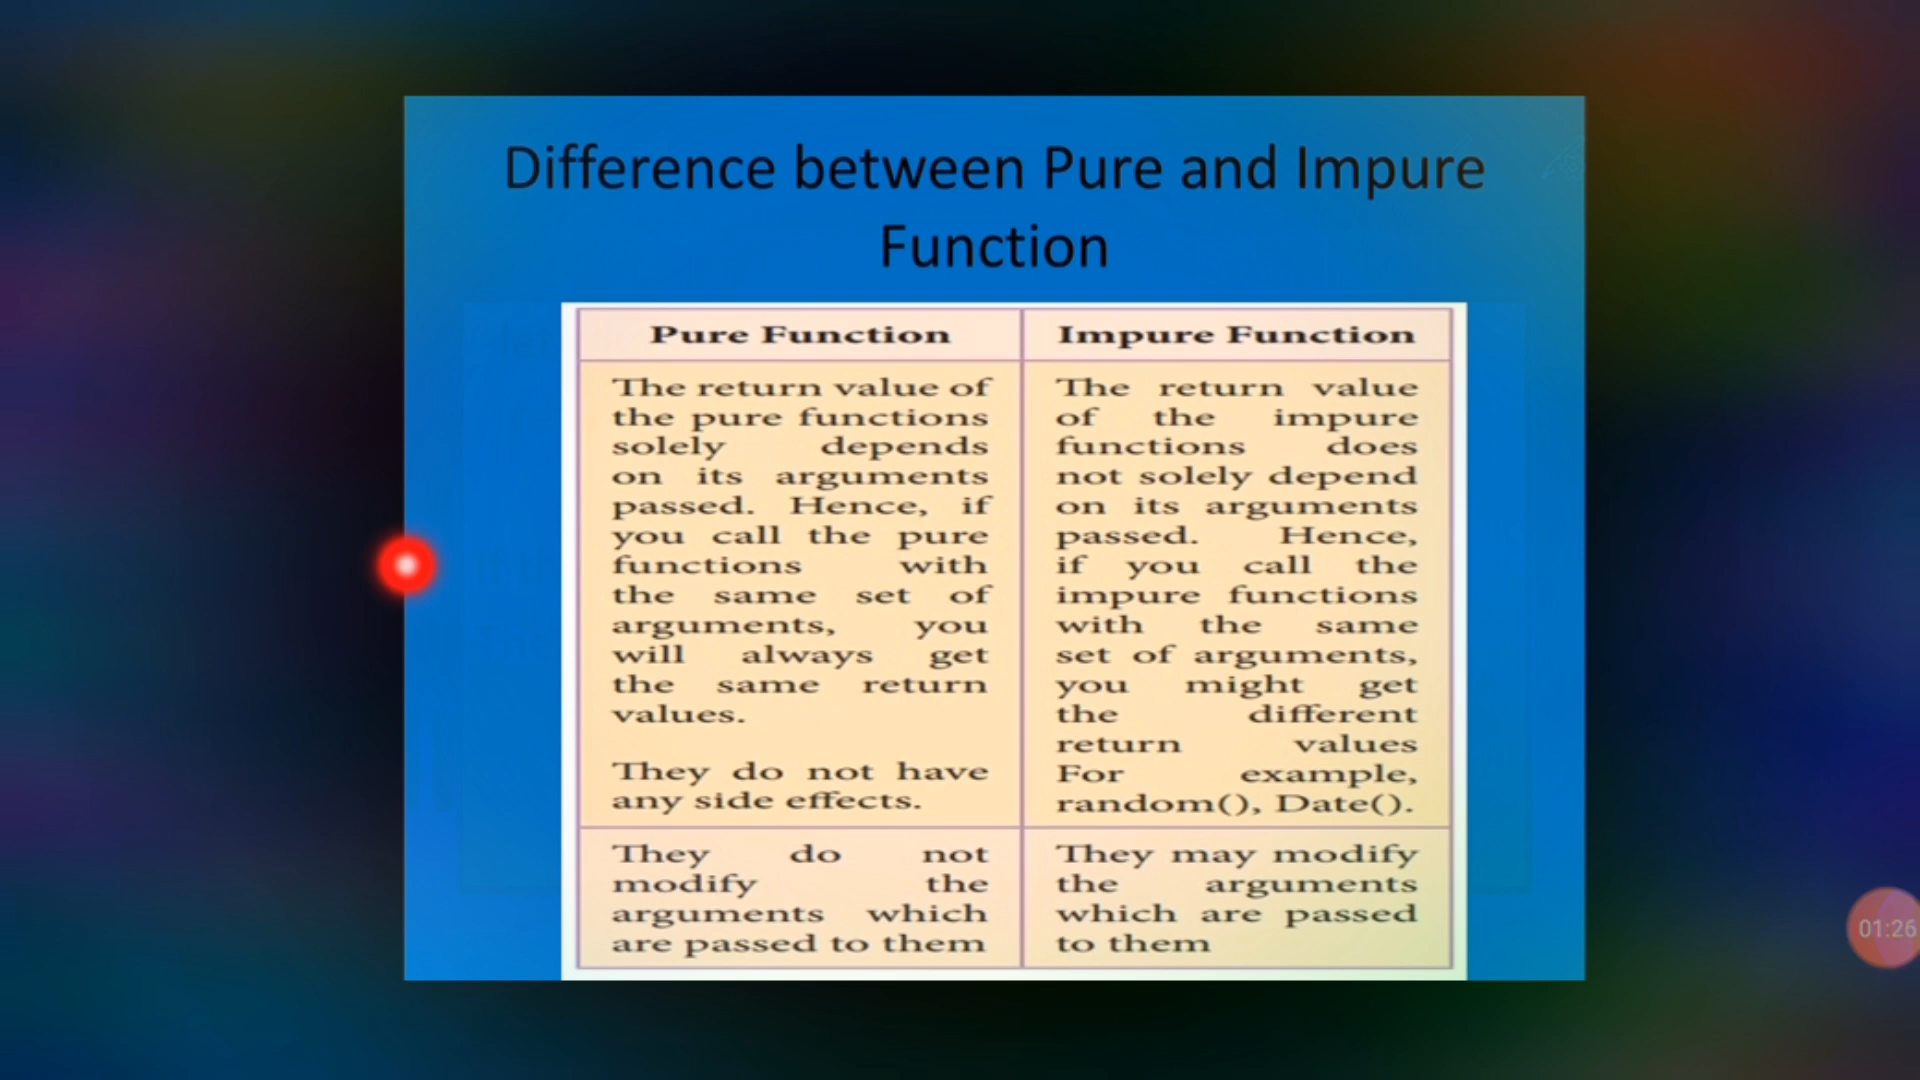 Difference between Pure and Impure
Function
Pure Function
The return value of
the pure functions
solely depends
on its arguments
passed. Hence, if
you call the pure
functions with
the same set of
arguments, you
will always get
the same return
values.
They do not have
any side effects.
Impure Function
The return value
of the impure
functions does
not solely depend
on its arguments
passed. Hence,
if you call the
impure functions
with the same
set of arguments,
you might get
the different
return values
For example,
random(), Date().
They do not
modify the
arguments which
are passed to them
They may modify
the arguments
which are passed
to them
01:26